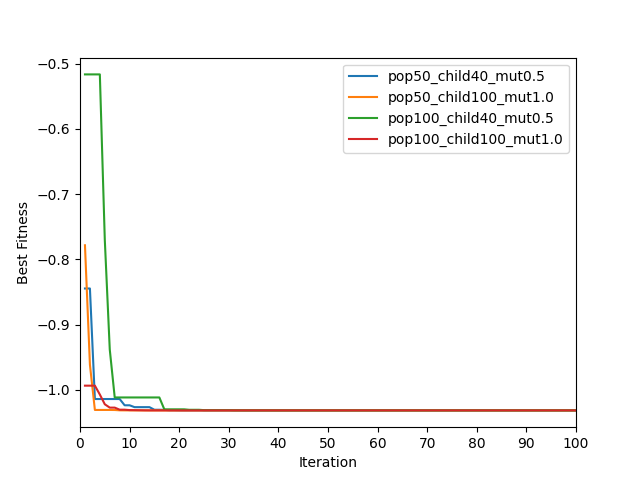 −0.5
−0.6
−0.7
−0.8
−0.9
−1.0
Best Fitness
pop50_child40_mut0.5
pop50_child100_mut1.0
pop100_child40_mut0.5
pop100_child100_mut1.0
0 10 20 30 40 50 60 70 80 90 100
Iteration